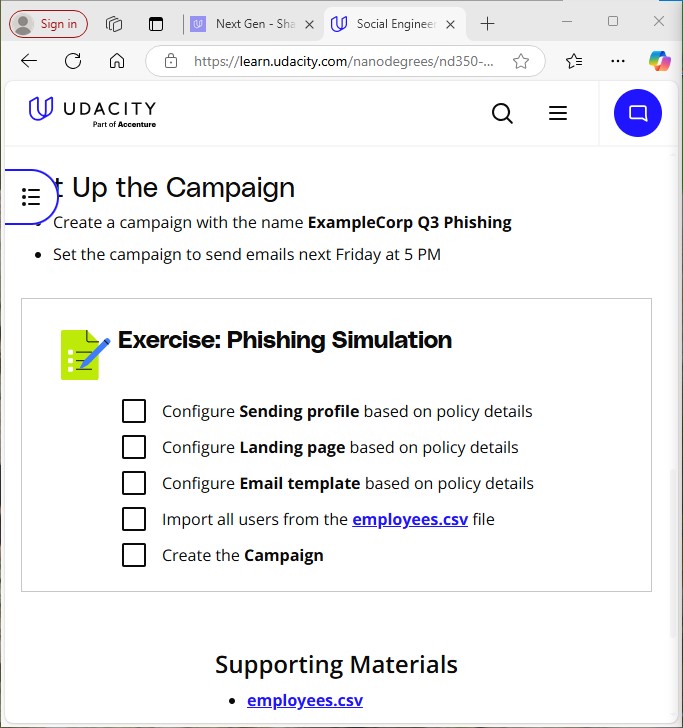 Sign in
Next Gen - Sha
Social Engineer
https://learn.udacity.com/nanodegrees/nd350-...
UDACITY
Part of Accenture
t Up the Campaign
Create a campaign with the name ExampleCorp Q3 Phishing
Set the campaign to send emails next Friday at 5 PM
Exercise: Phishing Simulation
Configure Sending profile based on policy details
Configure Landing page based on policy details
Configure Email template based on policy details
Import all users from the employees.csv file
Create the Campaign
Supporting Materials
employees.csv